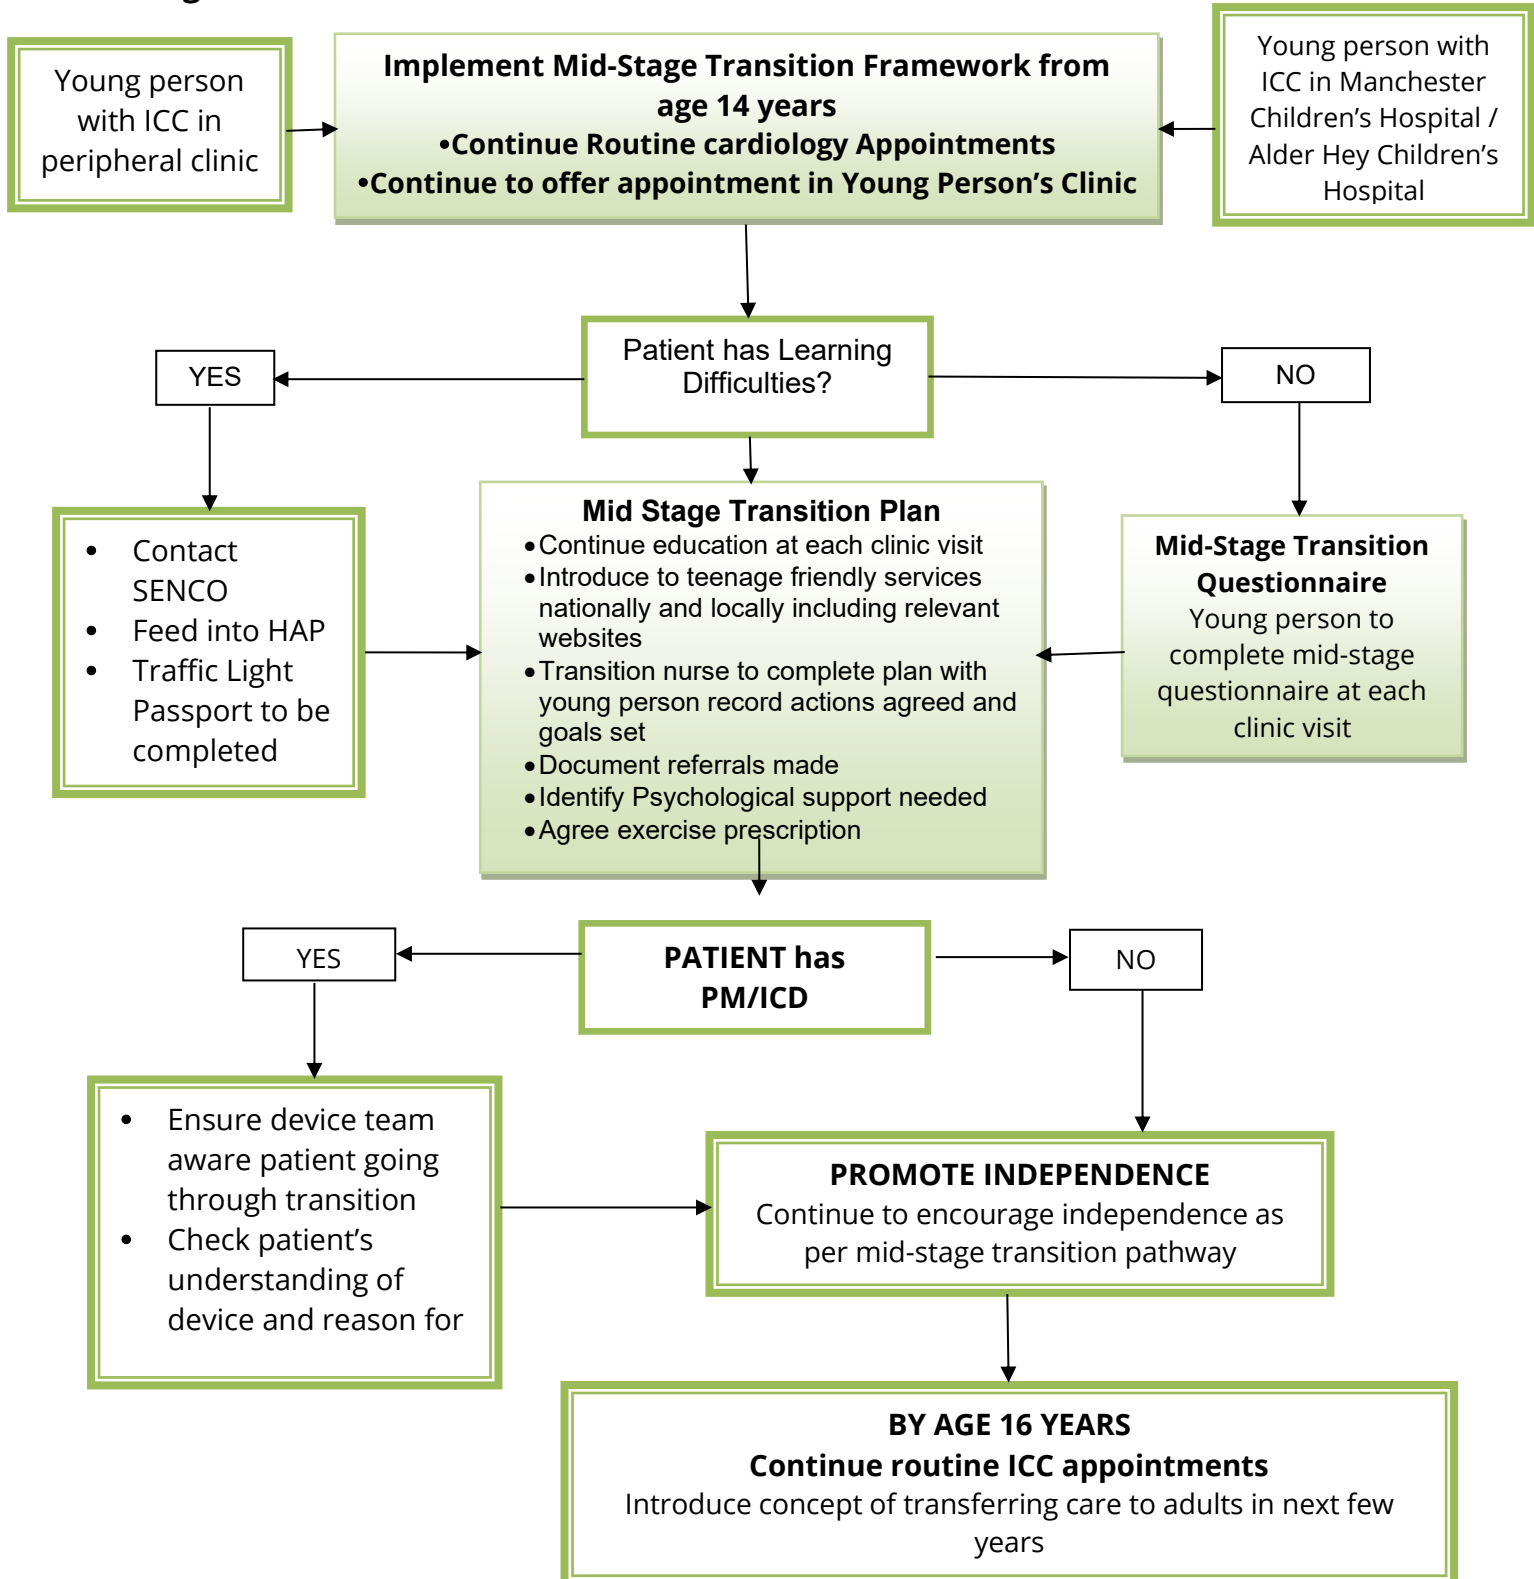 Young person
with ICC in
peripheral clinic
Implement Mid-Stage Transition Framework from
age 14 years
•Continue Routine cardiology Appointments
•Continue to offer appointment in Young Person's Clinic
Young person with
ICC in Manchester
Children's Hospital /
Alder Hey Children's
Hospital
Patient has Learning
Difficulties?
YES
NO
• Contact
SENCO
• Feed into HAP
• Traffic Light
Passport to be
completed
Mid Stage Transition Plan
•Continue education at each clinic visit
•Introduce to teenage friendly services
nationally and locally including relevant
websites
•Transition nurse to complete plan with
young person record actions agreed and
goals set
•Document referrals made
•Identify Psychological support needed
•Agree exercise prescription
Mid-Stage Transition
Questionnaire
Young person to
complete mid-stage
questionnaire at each
clinic visit
YES
PATIENT has
PM/ICD
NO
• Ensure device team
aware patient going
through transition
• Check patient's
understanding of
device and reason for
PROMOTE INDEPENDENCE
Continue to encourage independence as
per mid-stage transition pathway
BY AGE 16 YEARS
Continue routine ICC appointments
Introduce concept of transferring care to adults in next few
years